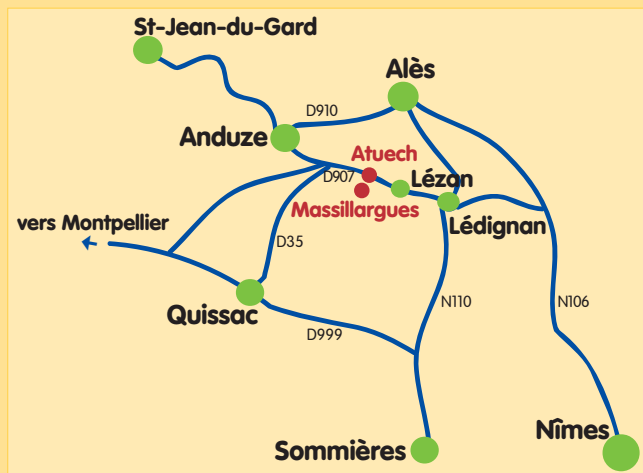 St-Jean-du-Gard
Alès
D910
Anduze
Atuech
D907
Lézan
Massillargues
vers Montpellier
Lédignan
D35
Quissac
N110
N106
D999
Nîmes
Sommières